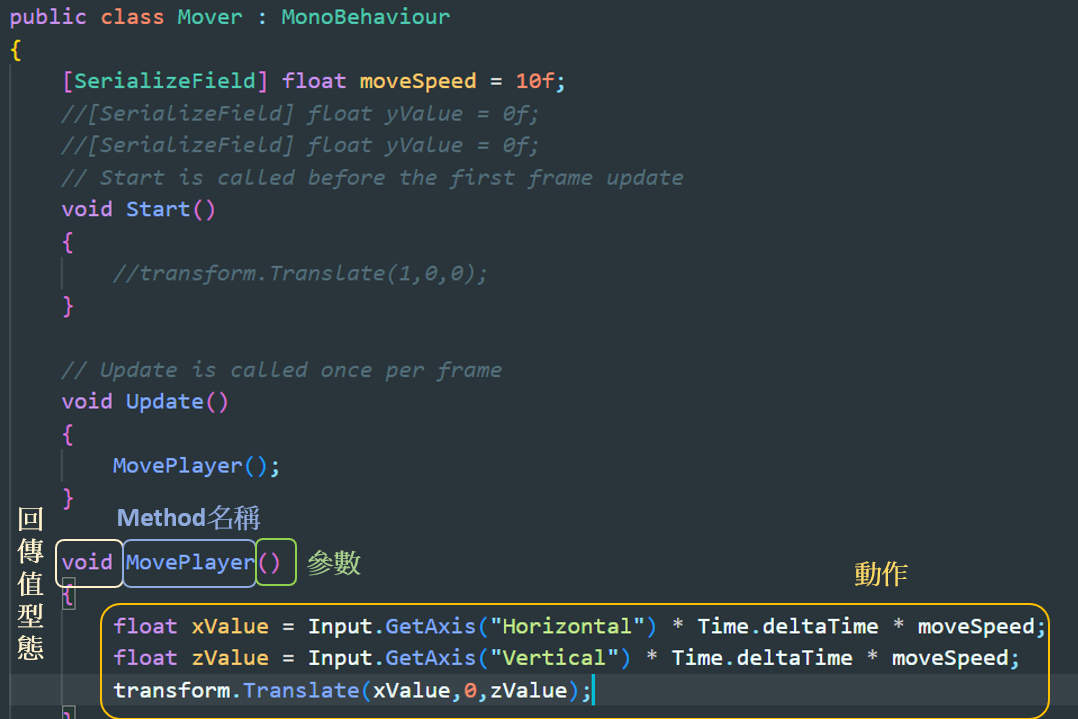 public class Mover : MonoBehaviour
{
[SerializeField] float moveSpeed = 10f;
//[SerializeField] float yValue = 0f;
//[SerializeField] float yValue = 0f;
// Start is called before the first frame update
void Start()
{
//transform.Translate(1,0,0);
}
// Update is called once per frame
void Update()
{
MovePlayer();
}
回傳值型態
Method名稱
void MovePlayer() 參數
{
動作
float xValue = Input.GetAxis("Horizontal") * Time.deltaTime * moveSpeed;
float zValue = Input.GetAxis("Vertical") * Time.deltaTime * moveSpeed;
transform.Translate(xValue,0,zValue);
}